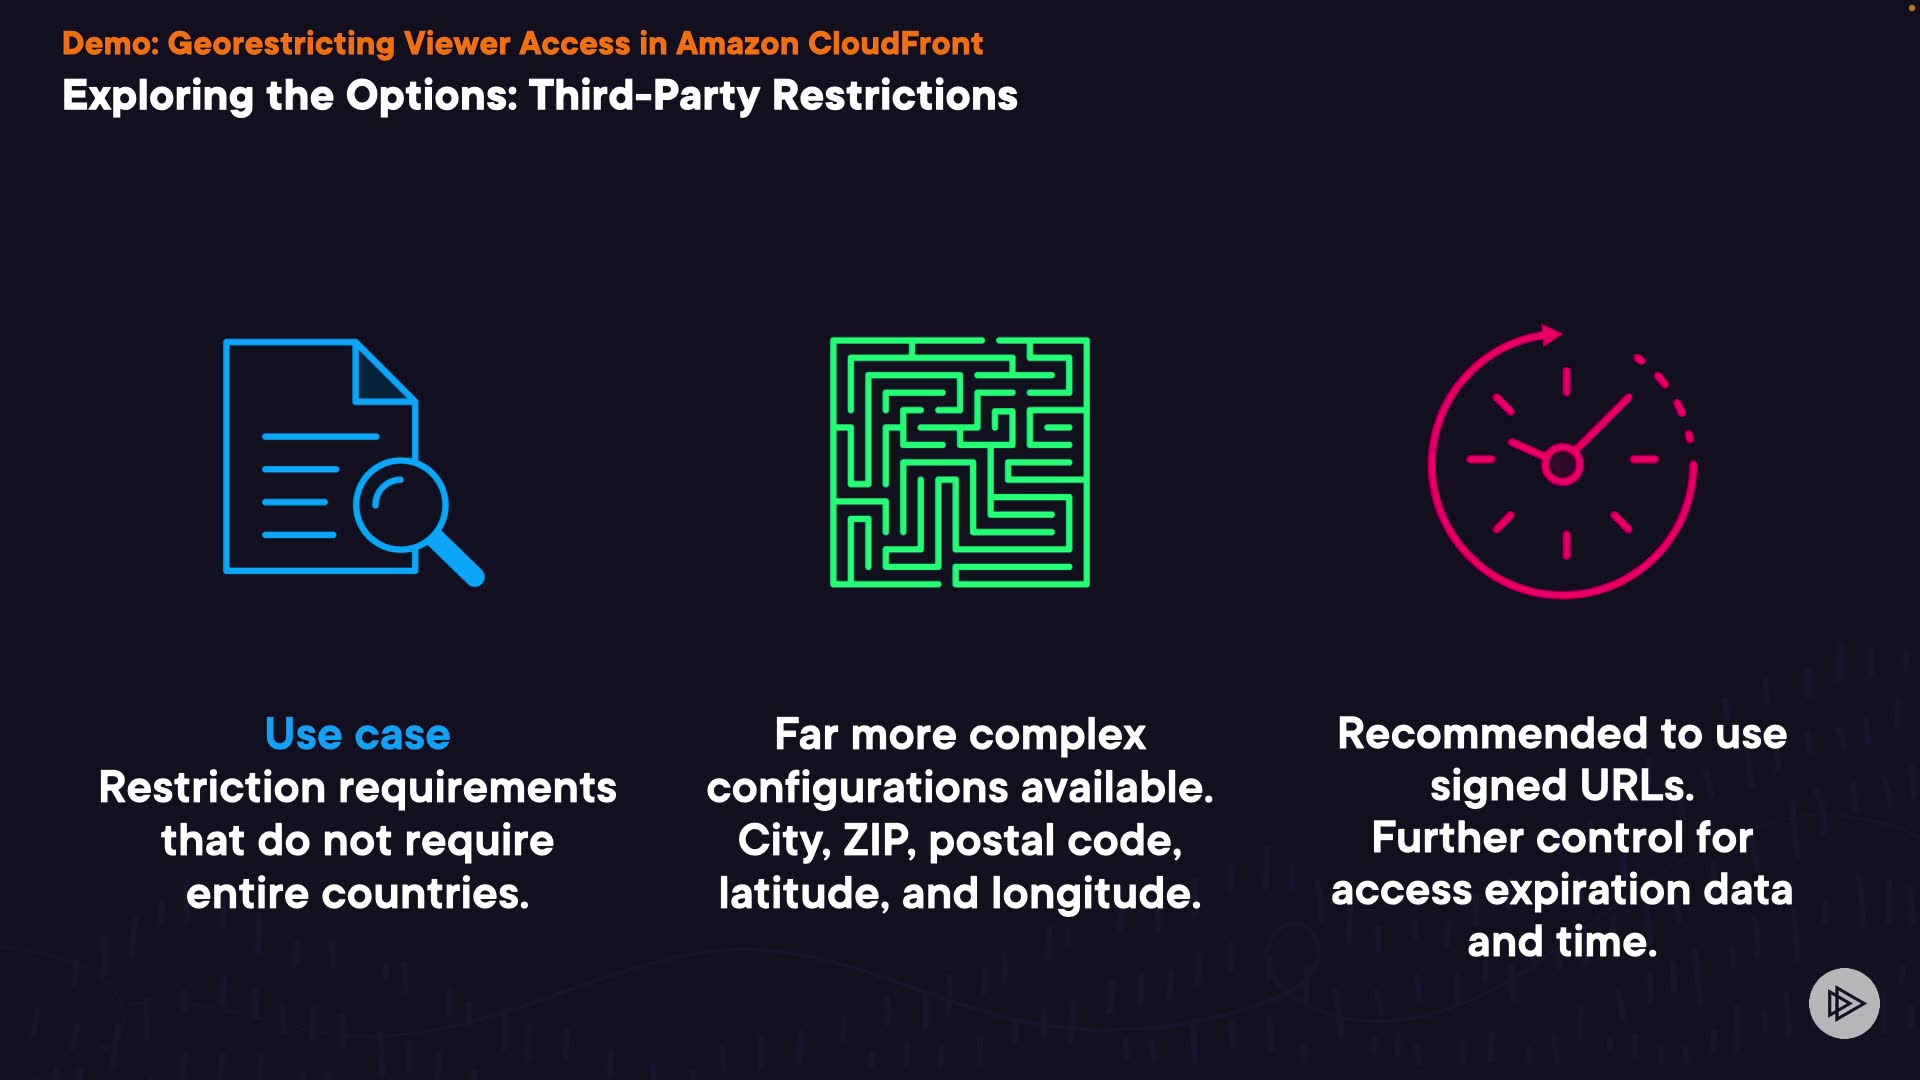 Demo: Georestricting Viewer Access in Amazon CloudFront
Exploring the Options: Third-Party Restrictions
Use case
Restriction requirements
that do not require
entire countries.
Far more complex
configurations available.
City, ZIP, postal code,
latitude, and longitude.
Recommended to use
signed URLs.
Further control for
access expiration data
and time.